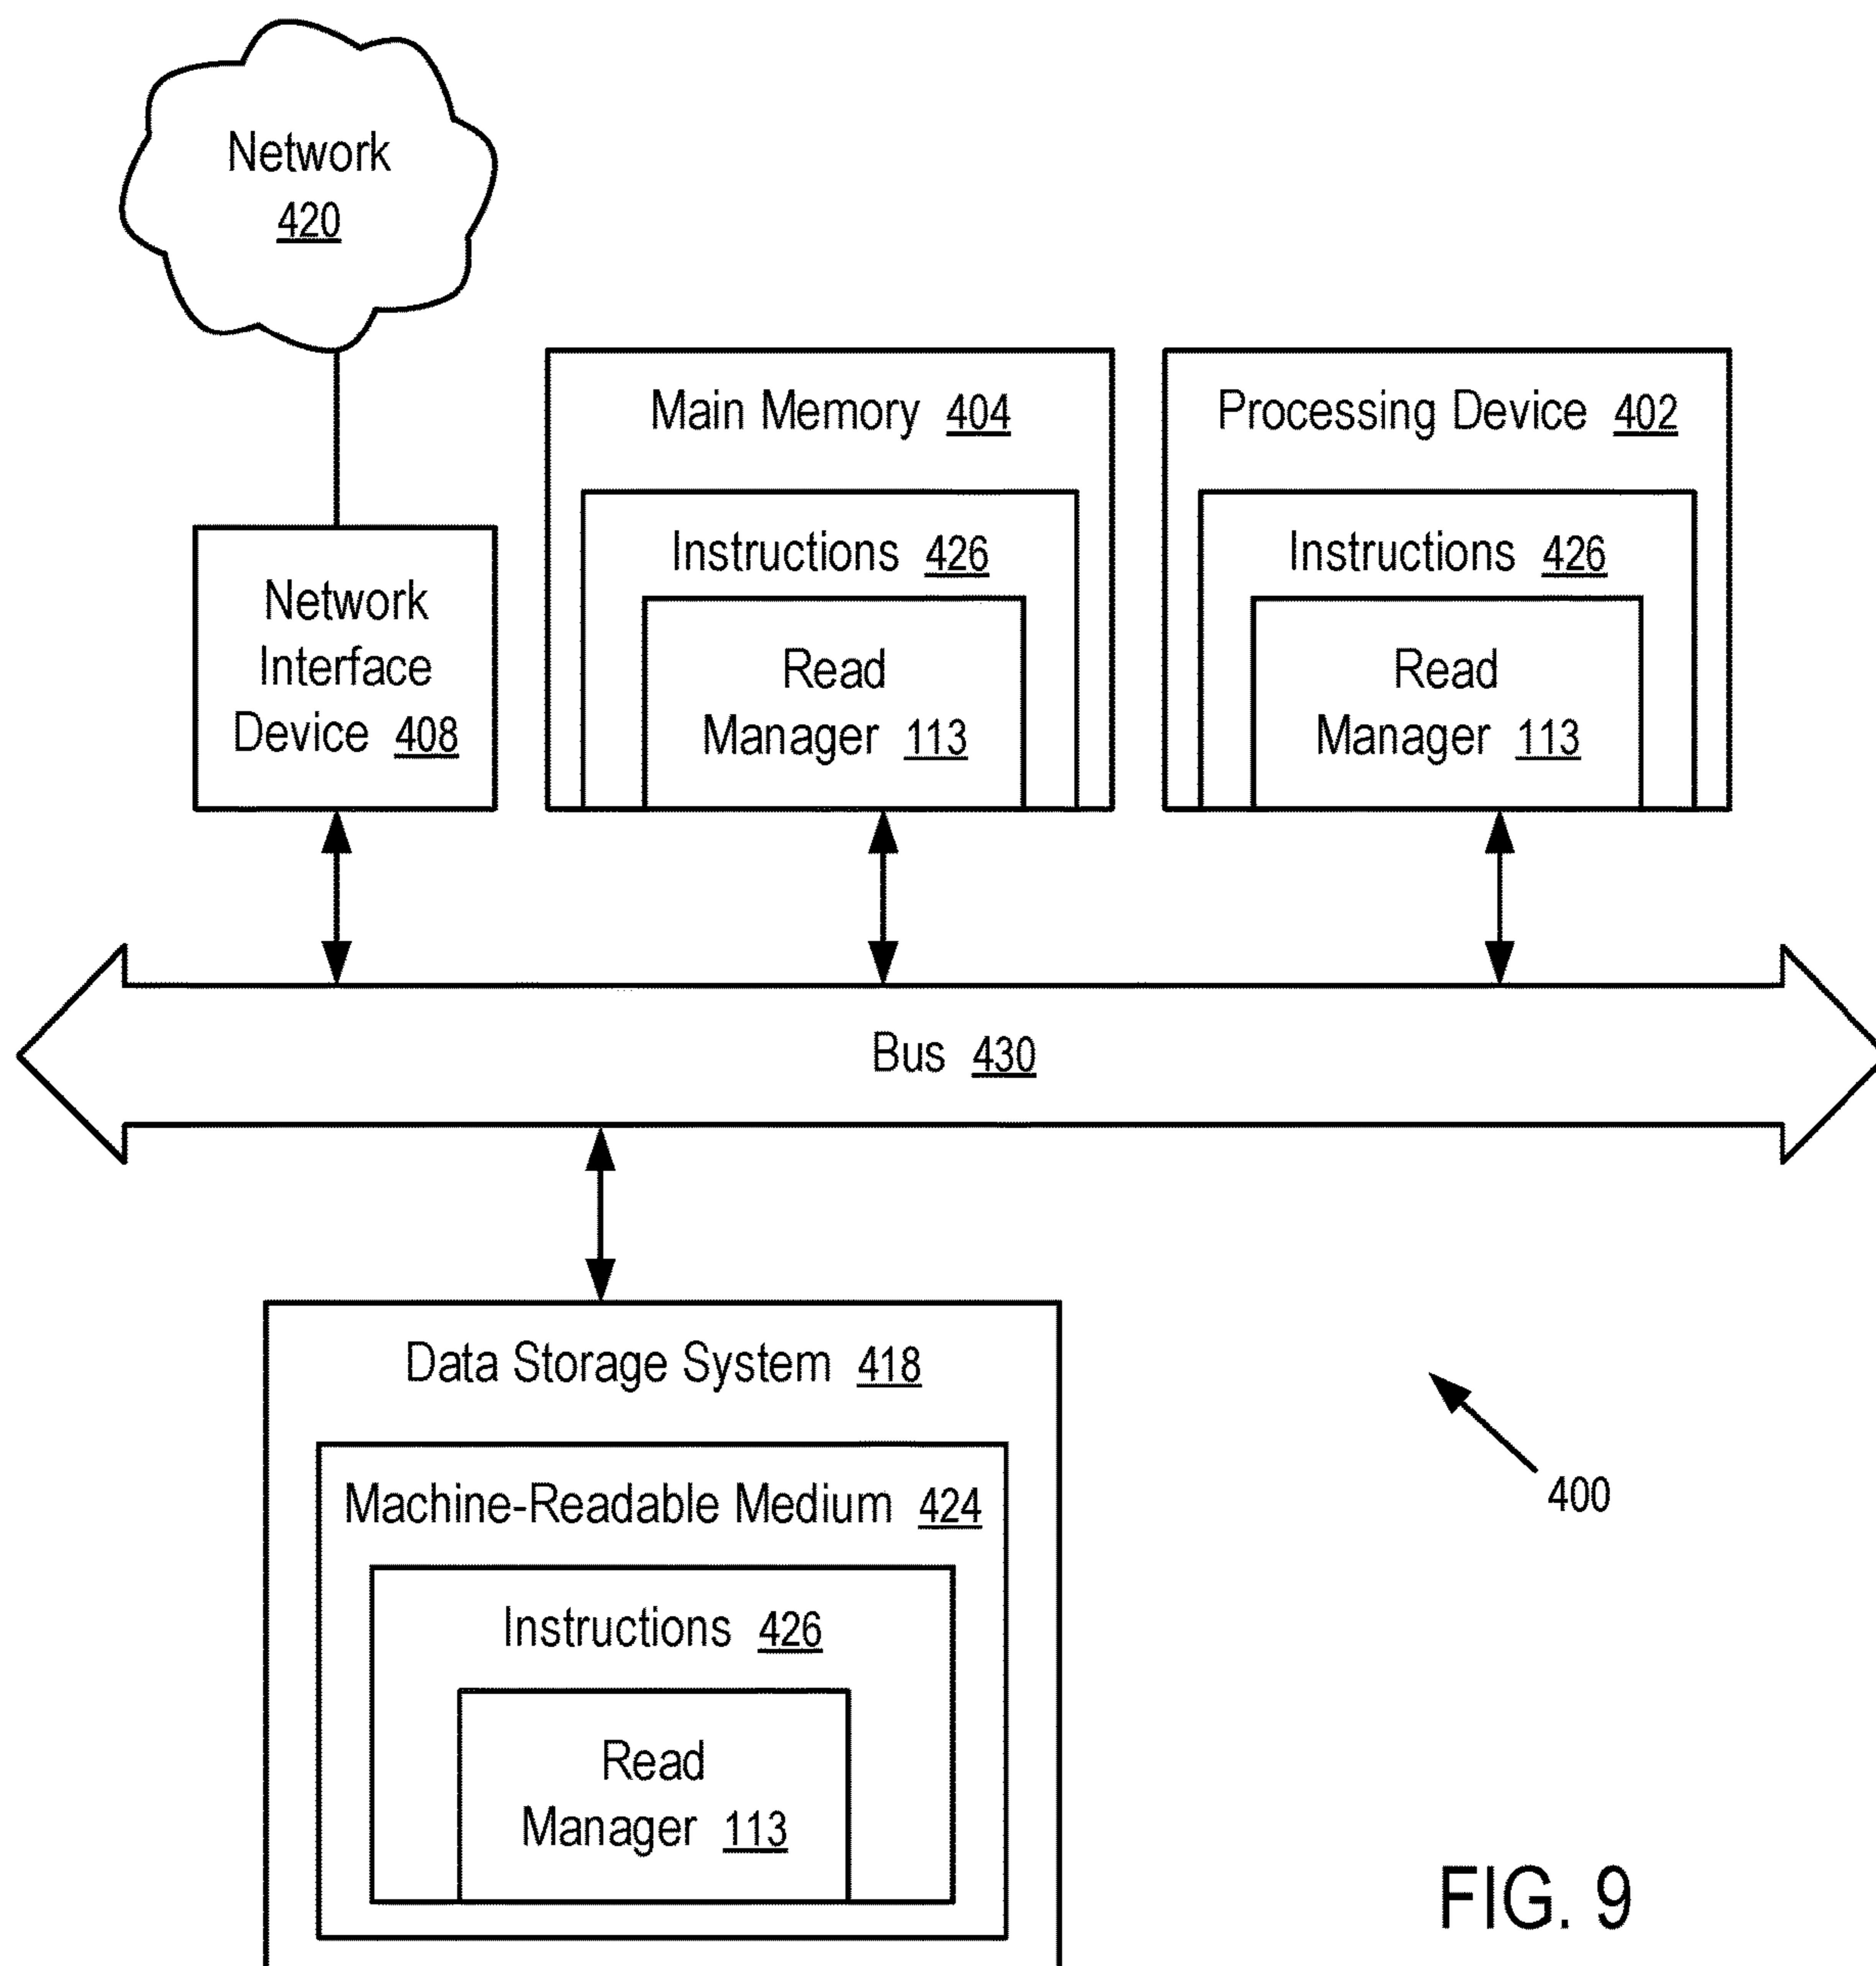 Network
420
Main Memory 404
Processing Device 402
Instructions 426
Instructions 426
Network
Interface
Device 408
Read
Manager 113
Read
Manager 113
Bus 430
Data Storage System 418
Machine-Readable Medium 424
400
Instructions 426
Read
Manager 113
FIG. 9